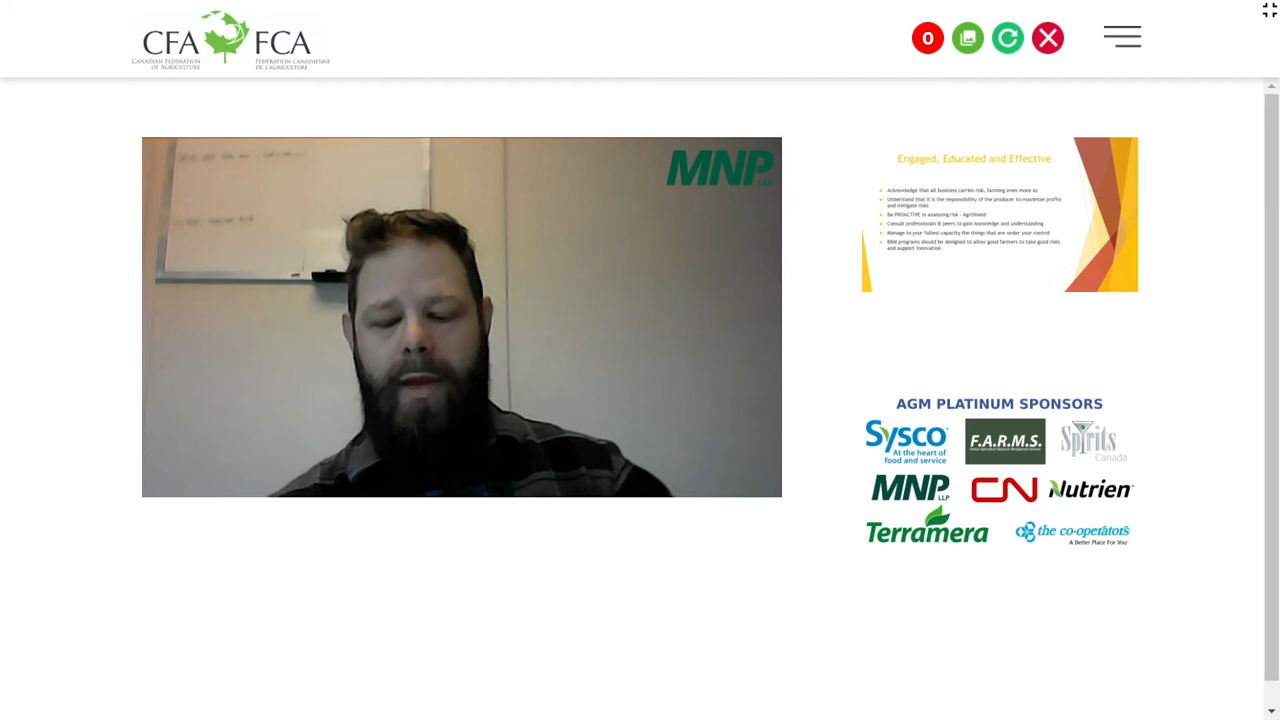 CFA FCA
CANADIAN FEDERATION
OF AGRICULTURE
FÉDÉRATION CANADIENNE
DE L'AGRICULTURE
0
MNP
LLP
Engaged, Educated and Effective
Acknowledge that all business carries risk, farming even more so
Understand that it is the responsibility of the producer to maximize profits
and mitigate risks
Be PROACTIVE in assessing risk - AgriShield
Consult professionals & peers to gain knowledge and understanding
Manage to your fullest capacity the things that are under your control
BRM programs should be designed to allow good farmers to take good risks
and support innovation
AGM PLATINUM SPONSORS
Sysco
At the heart of
food and service
F.A.R.M.S.
Spirits
Canada
MNP
LLP
CN
Nutrien
Terramera
the co-operators
A Better Place For You